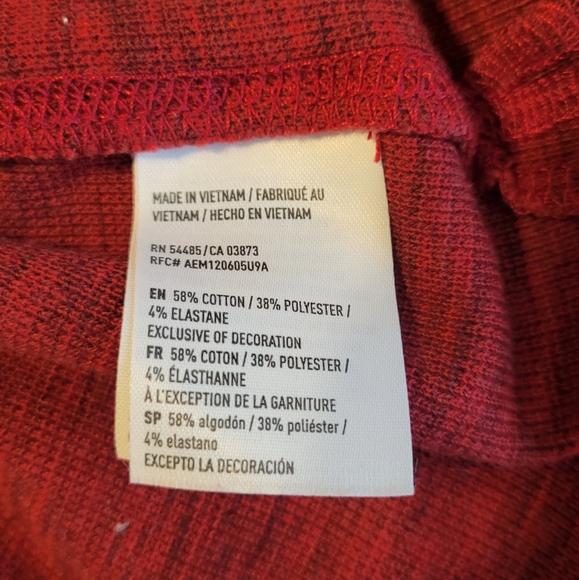 MADE IN VIETNAM / FABRIQUÉ AU
VIETNAM / HECHO EN VIETNAM
RN 54485/CA 03873
RFC# AEM120605U9A
EN 58% COTTON / 38% POLYESTER /
4% ELASTANE
EXCLUSIVE OF DECORATION
FR 58% COTON / 38% POLYESTER /
4% ÉLASTHANNE
À L'EXCEPTION DE LA GARNITURE
SP 58% algodón / 38% poliéster /
4% elastano
EXCEPTO LA DECORACIÓN